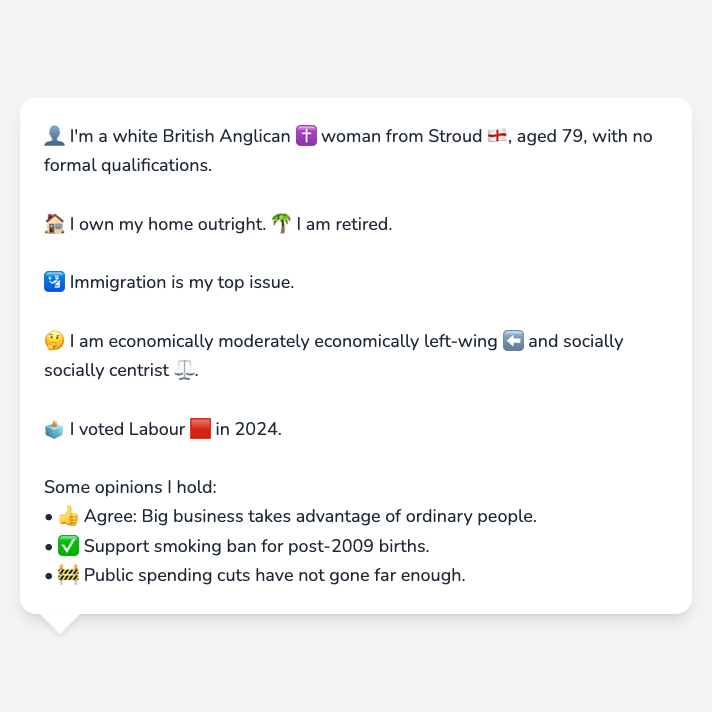 👤 I'm a white British Anglican ✝️ woman from Stroud 🏴󠁧󠁢󠁥󠁮󠁧󠁿, aged 79, with no
formal qualifications.
🏠 I own my home outright. 🌴 I am retired.
🛂 Immigration is my top issue.
🤔 I am economically moderately economically left-wing ⬅️ and socially
socially centrist ⚖️.
🗳️ I voted Labour 🟥 in 2024.
Some opinions I hold:
• 👍 Agree: Big business takes advantage of ordinary people.
• ✅ Support smoking ban for post-2009 births.
• 🚧 Public spending cuts have not gone far enough.